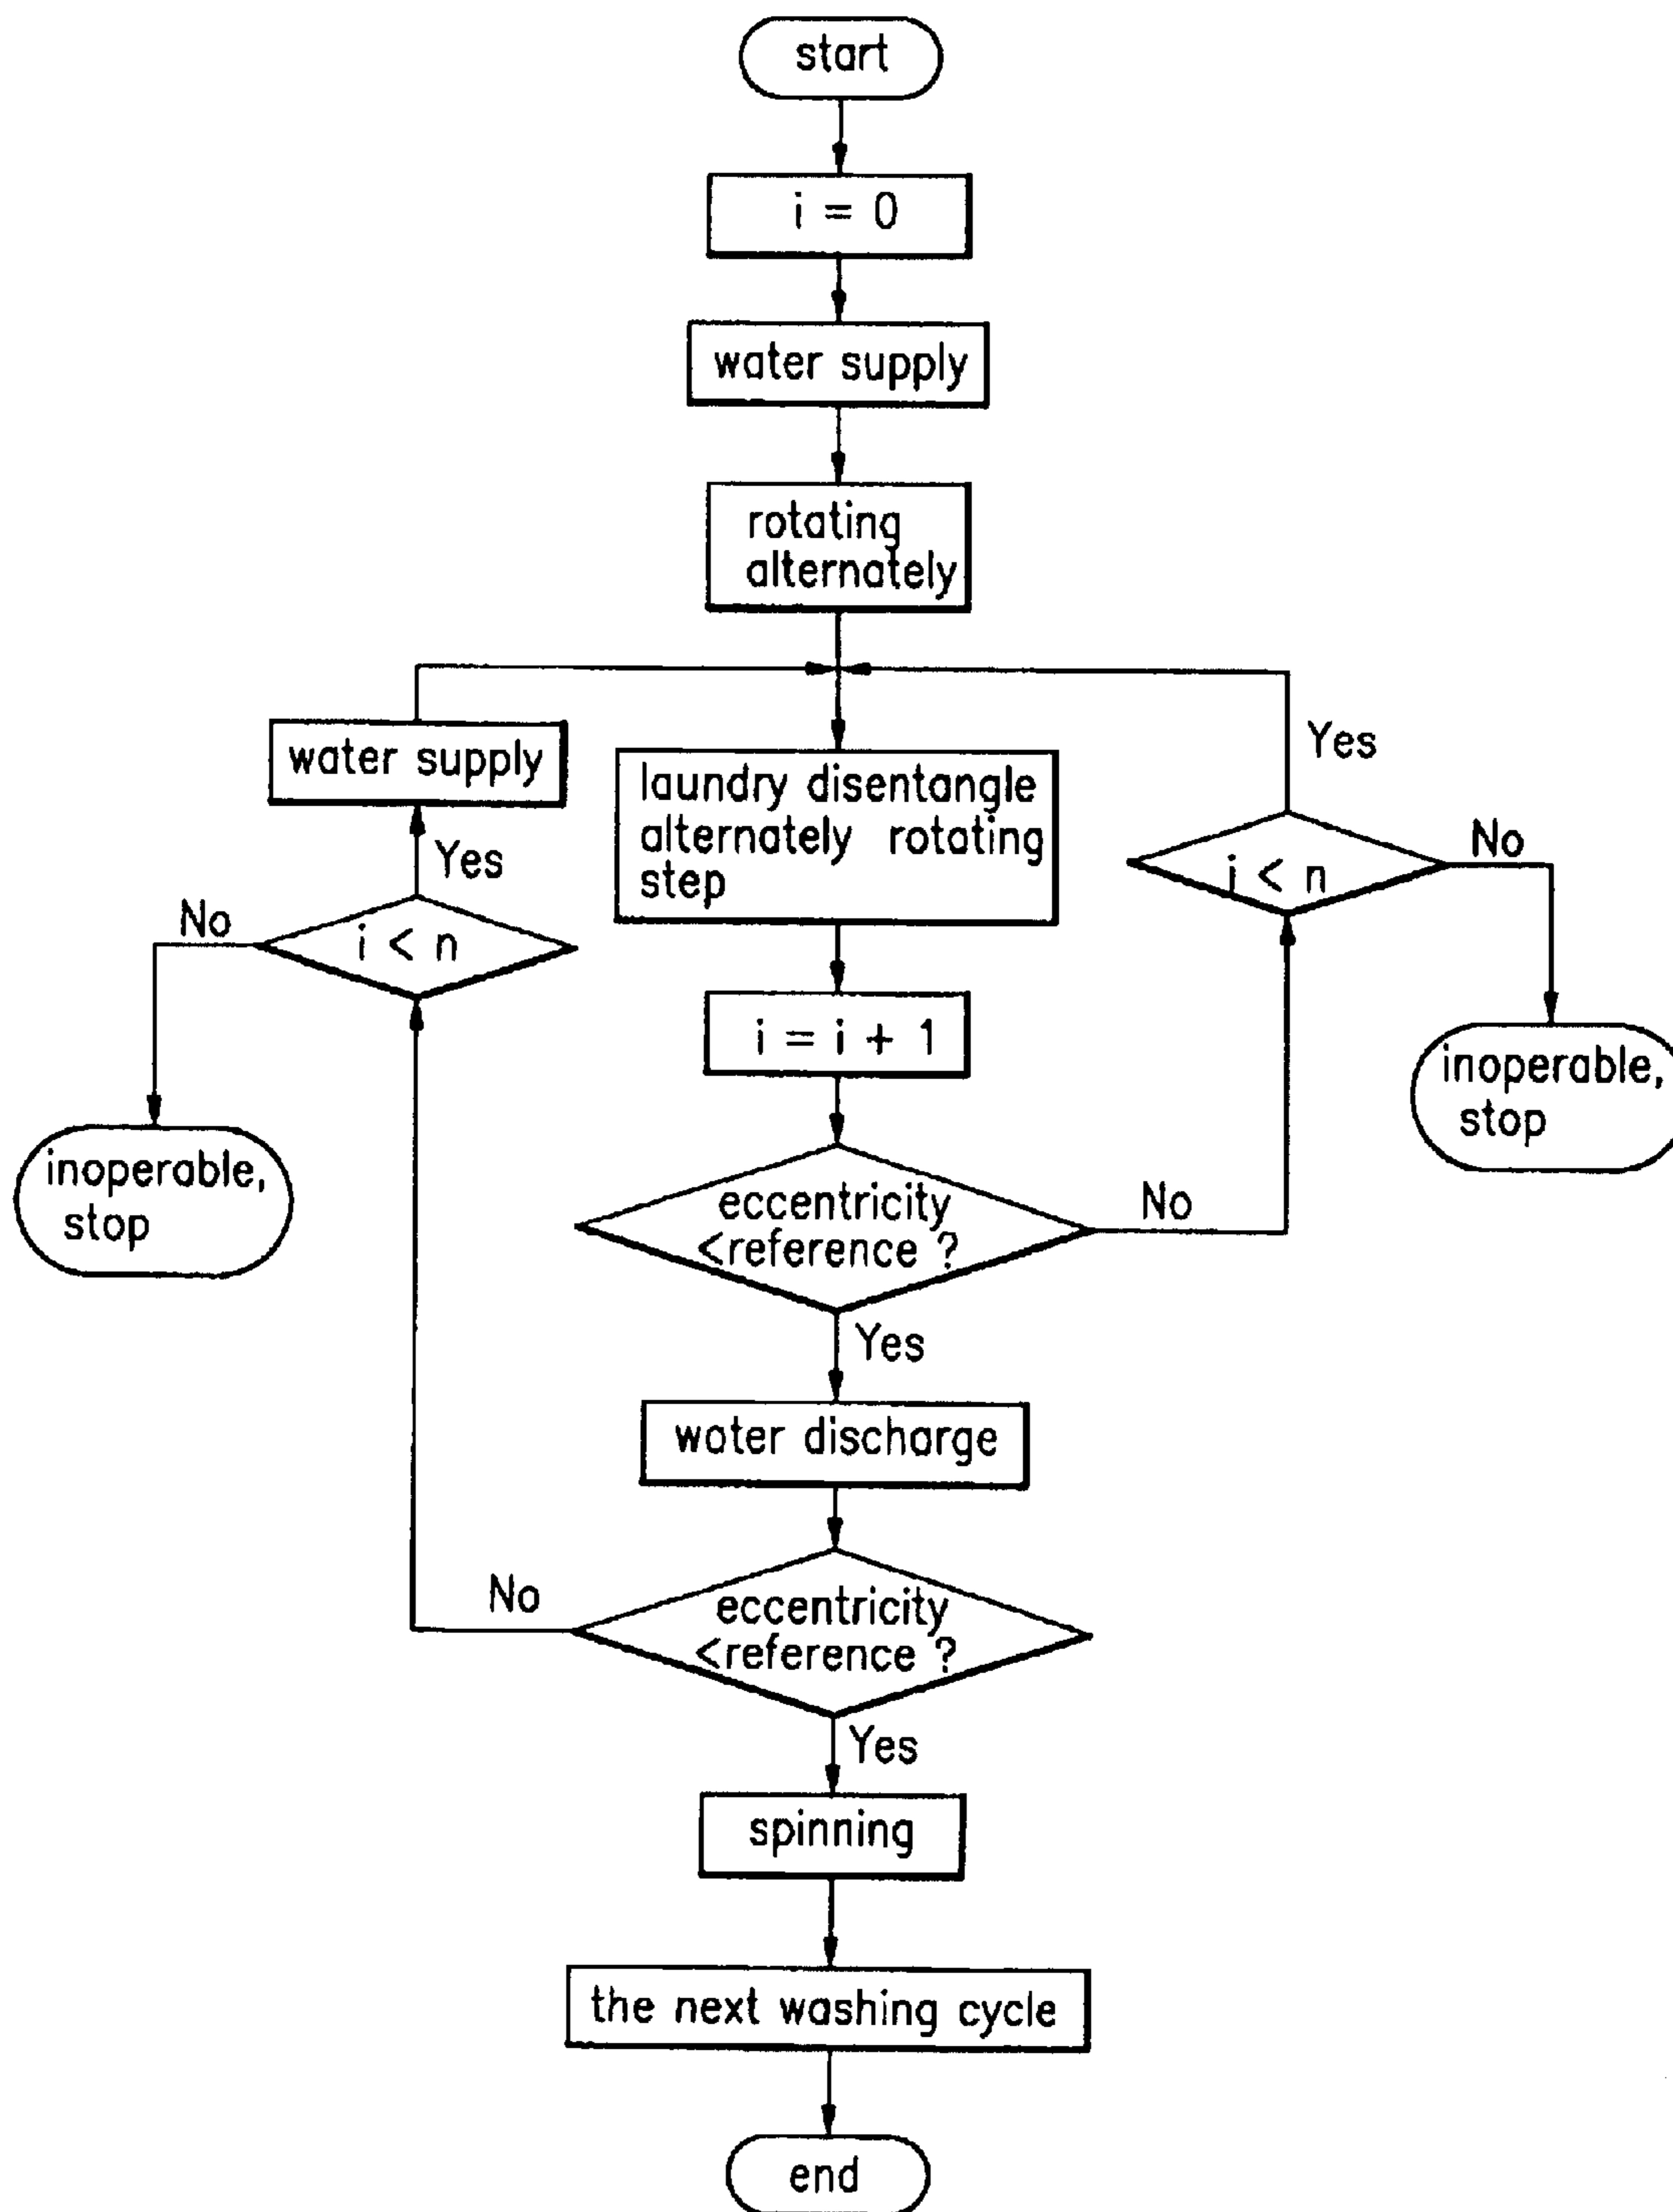 start
i = 0
water supply
rotating
alternately
water supply
Yes
laundry disentangle
alternately rotating
step
Yes
i < n
No
No
i < n
i = i + 1
inoperable,
stop
inoperable,
stop
eccentricity
<reference ?
No
Yes
water discharge
No
eccentricity
<reference ?
Yes
spinning
the next washing cycle
end